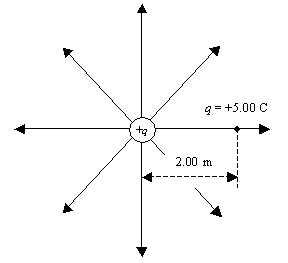 q = +5.00 C
+q
2.00 m